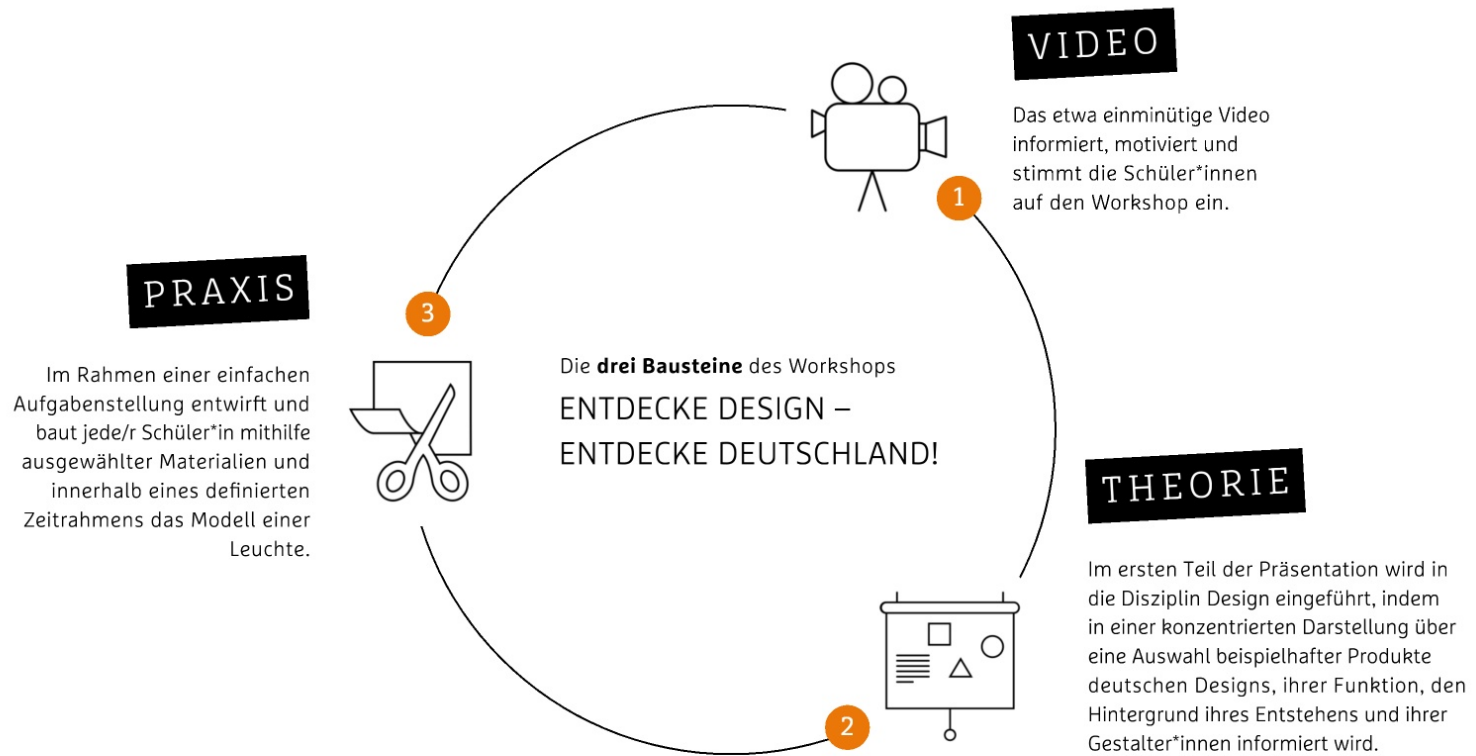 VIDEO
Das etwa einminütige Video
informiert, motiviert und
stimmt die Schüler*innen
auf den Workshop ein.
1
PRAXIS
3
Im Rahmen einer einfachen
Aufgabenstellung entwirft und
baut jede/r Schüler*in mithilfe
ausgewählter Materialien und
innerhalb eines definierten
Zeitrahmens das Modell einer
Leuchte.
Die drei Bausteine des Workshops
ENTDECKE DESIGN –
ENTDECKE DEUTSCHLAND!
THEORIE
Im ersten Teil der Präsentation wird in
die Disziplin Design eingeführt, indem
in einer konzentrierten Darstellung über
eine Auswahl beispielhafter Produkte
deutschen Designs, ihrer Funktion, den
Hintergrund ihres Entstehens und ihrer
Gestalter*innen informiert wird.
2